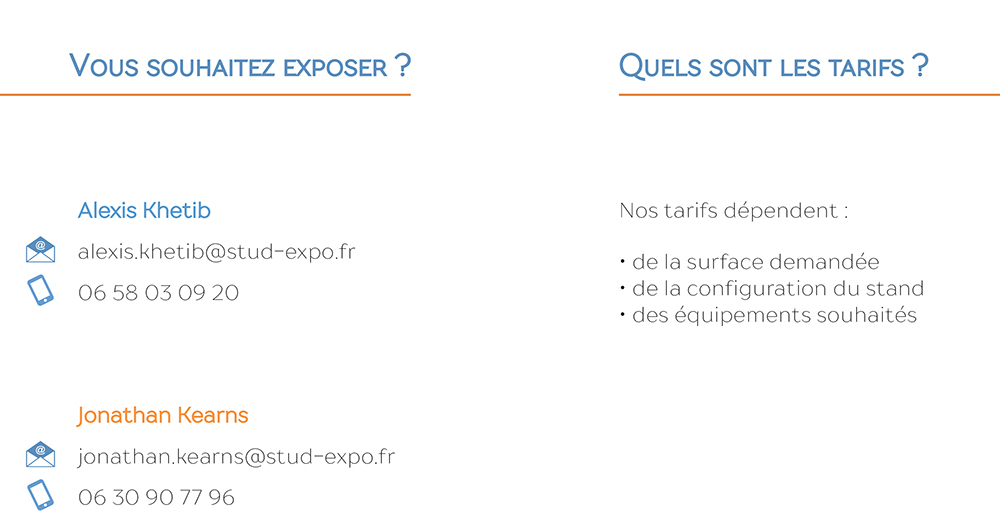 Vous souhaitez exposer ?
Alexis Khetib
alexis.khetib@stud-expo.fr
06 58 03 09 20
Jonathan Kearns
jonathan.kearns@stud-expo.fr
06 30 90 77 96
Quels sont les tarifs ?
Nos tarifs dépendent :
• de la surface demandée
• de la configuration du stand
• des équipements souhaités